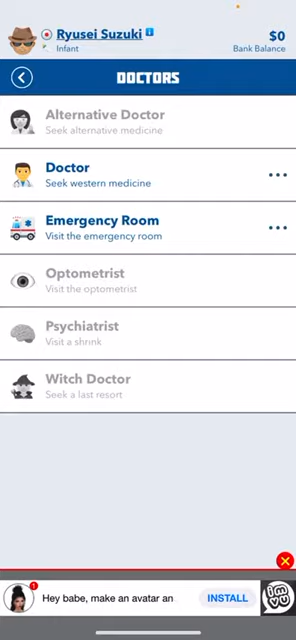 Ryusei Suzuki i
$0
Infant
Bank Balance
DOCTORS
Alternative Doctor
Seek alternative medicine
Doctor
Seek western medicine
Emergency Room
Visit the emergency room
Optometrist
Visit the optometrist
Psychiatrist
Visit a shrink
Witch Doctor
Seek a last resort
1
Hey babe, make an avatar an
INSTALL
imvu